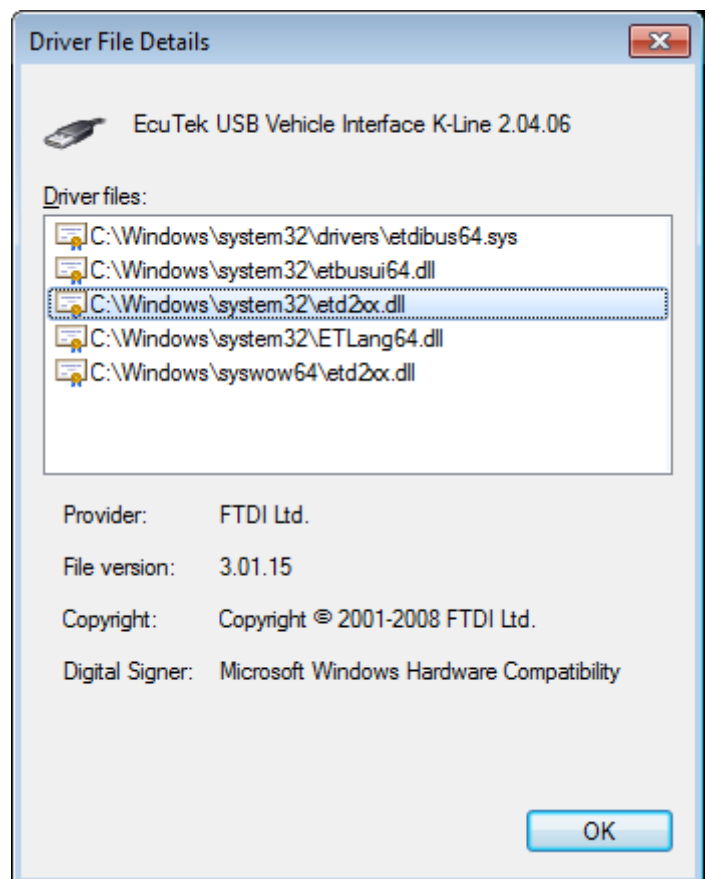 Driver File Details
EcuTek USB Vehicle Interface K-Line 2.04.06
Driver files:
C:\Windows\system32\drivers\etdibus64.sys
C:\Windows\system32\etbusui64.dll
C:\Windows\system32\etd2xx.dll
C:\Windows\system32\ETLang64.dll
C:\Windows\syswow64\etd2xx.dll
Provider: FTDI Ltd.
File version: 3.01.15
Copyright: Copyright © 2001-2008 FTDI Ltd.
Digital Signer: Microsoft Windows Hardware Compatibility
OK